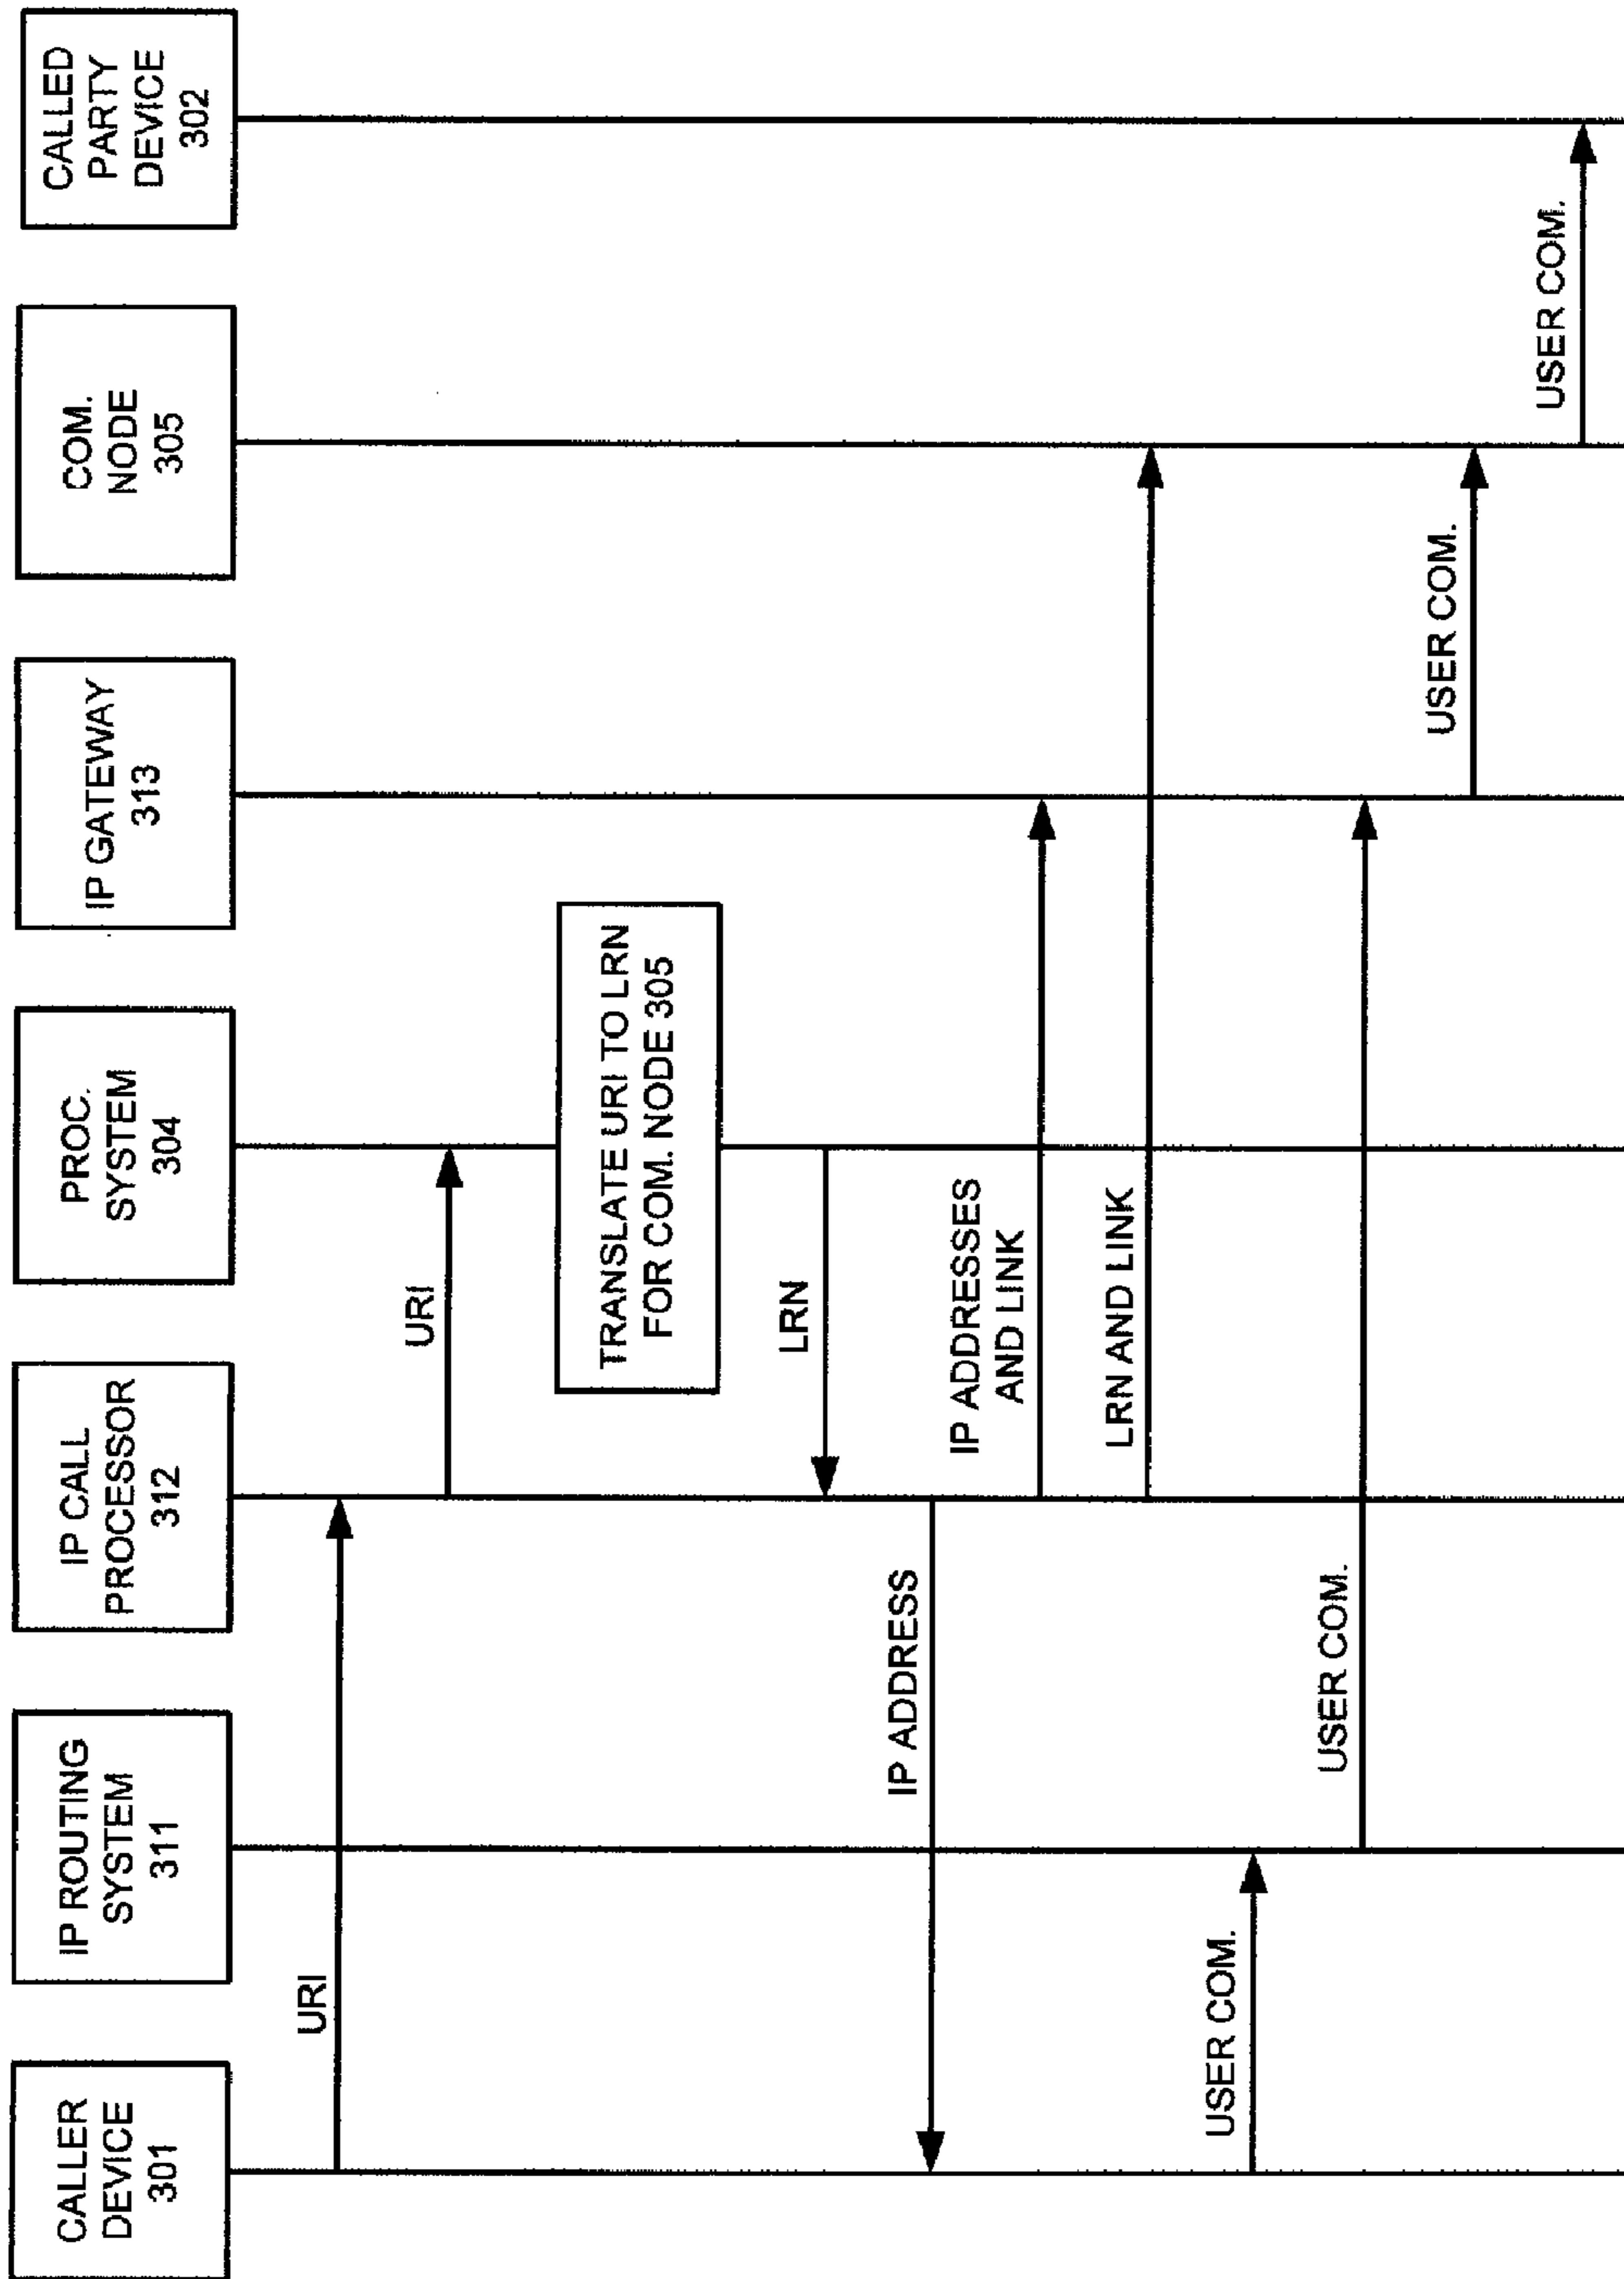 CALLER
DEVICE
301
IP ROUTING
SYSTEM
311
IP CALL
PROCESSOR
312
PROC.
SYSTEM
304
IP GATEWAY
313
COM.
NODE
305
CALLED
PARTY
DEVICE
302
URI
URI
TRANSLATE URI TO LRN
FOR COM. NODE 305
LRN
IP ADDRESS
IP ADDRESSES
AND LINK
LRN AND LINK
USER COM.
USER COM.
USER COM.
USER COM.